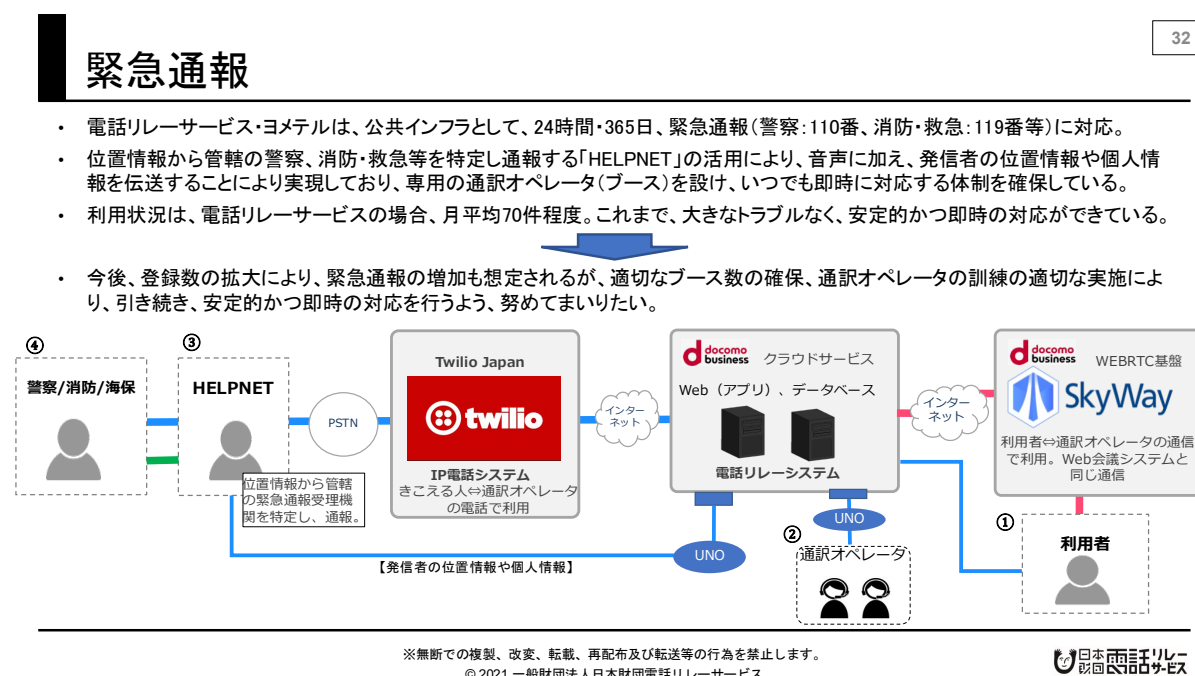 32
緊急通報
・ 電話リレーサービス・ヨメテルは、公共インフラとして、24時間・365日、緊急通報（警察：110番、消防・救急：119番等）に対応。
・ 位置情報から管轄の警察、消防・救急等を特定し通報する「HELPNET」の活用により、音声に加え、発信者の位置情報や個人情
報を伝送することにより実現しており、専用の通訳オペレータ（ブース）を設け、いつでも即時に対応する体制を確保している。
・ 利用状況は、電話リレーサービスの場合、月平均70件程度。これまで、大きなトラブルなく、安定的かつ即時の対応ができている。
・ 今後、登録数の拡大により、緊急通報の増加も想定されるが、適切なブース数の確保、通訳オペレータの訓練の適切な実施によ
り、引き続き、安定的かつ即時の対応を行うよう、努めてまいりたい。
④
警察/消防/海保
③
HELPNET
位置情報から管轄
の緊急通報受理機
関を特定し、通報。
PSTN
Twilio Japan
twilio
IP電話システム
きこえる人⇔通訳オペレータ
の電話で利用
インター
ネット
docomo
business
クラウドサービス
Web（アプリ）、データベース
電話リレーシステム
インター
ネット
docomo
business
WEBRTC基盤
SkyWay
利用者⇔通訳オペレータの通信
で利用。Web会議システムと
同じ通信
①
利用者
UNO
②
通訳オペレータ
UNO
【発信者の位置情報や個人情報】
※無断での複製、改変、転載、再配布及び転送等の行為を禁止します。
© 2021 一般財団法人日本財団電話リレーサービス
日本財団電話リレーサービス